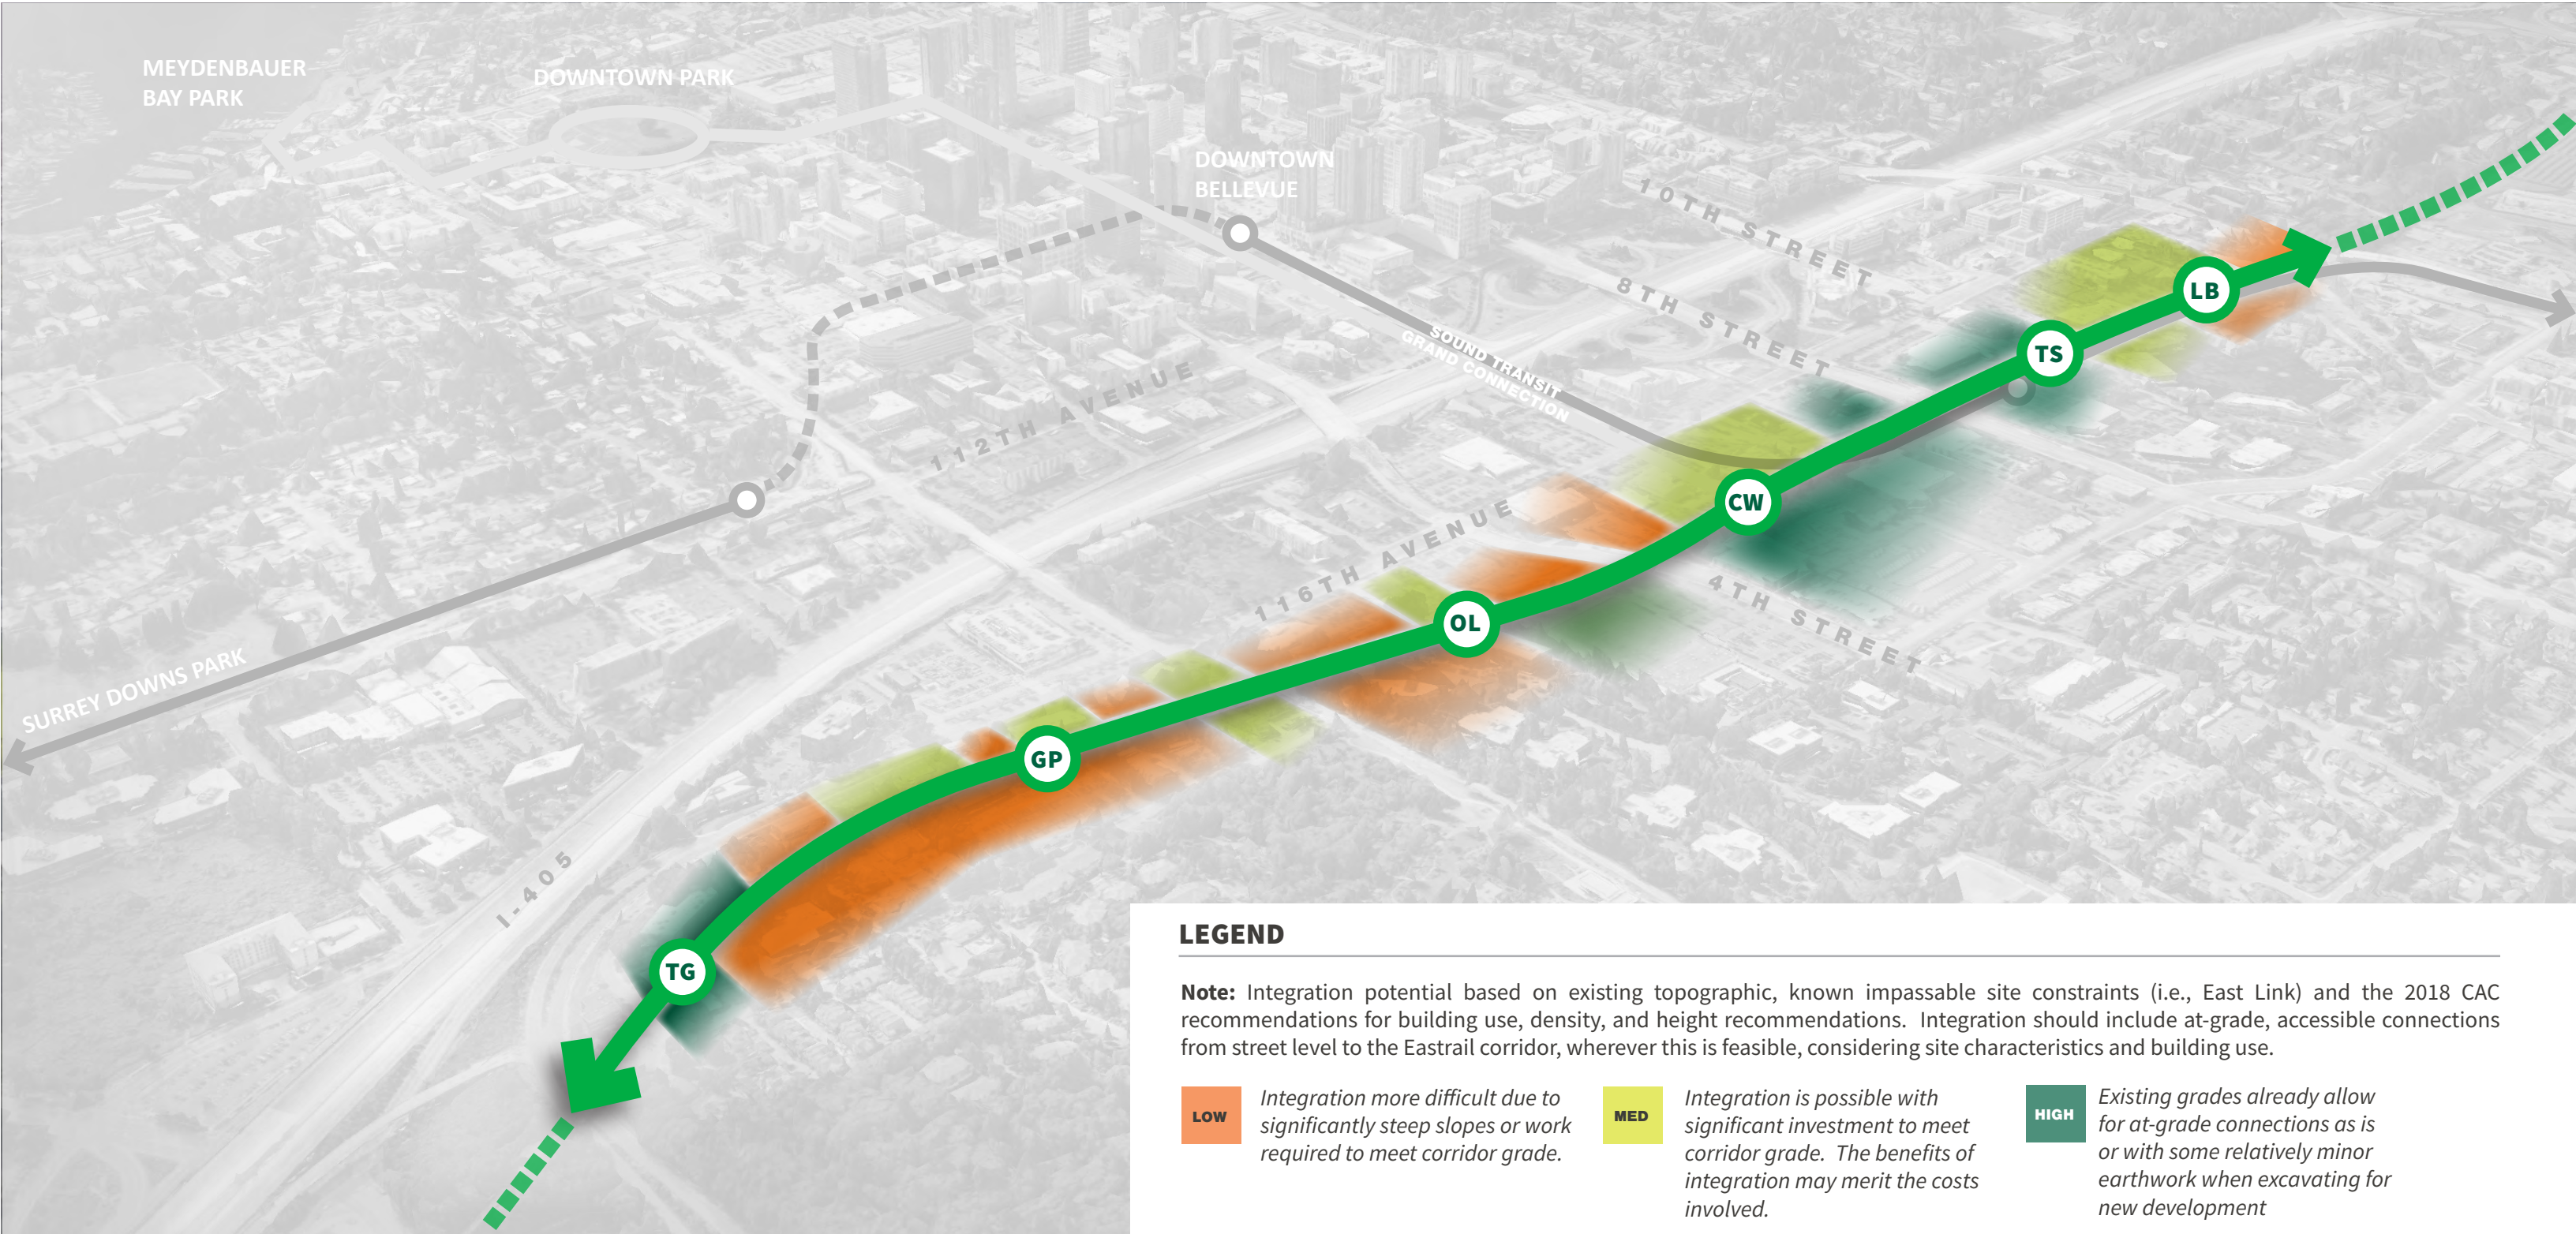 MEYDENBAUER
BAY PARK
DOWNTOWN PARK
DOWNTOWN
BELLEVUE
10TH STREET
8TH STREET
SOUND TRANSIT
GRAND CONNECTION
112TH AVENUE
116TH AVENUE
4TH STREET
SURREY DOWNS PARK
I-405
LB
TS
CW
OL
GP
TG
LEGEND
Note: Integration potential based on existing topographic, known impassable site constraints (i.e., East Link) and the 2018 CAC
recommendations for building use, density, and height recommendations. Integration should include at-grade, accessible connections
from street level to the Eastrail corridor, wherever this is feasible, considering site characteristics and building use.
LOW
Integration more difficult due to
significantly steep slopes or work
required to meet corridor grade.
MED
Integration is possible with
significant investment to meet
corridor grade. The benefits of
integration may merit the costs
involved.
HIGH
Existing grades already allow
for at-grade connections as is
or with some relatively minor
earthwork when excavating for
new development